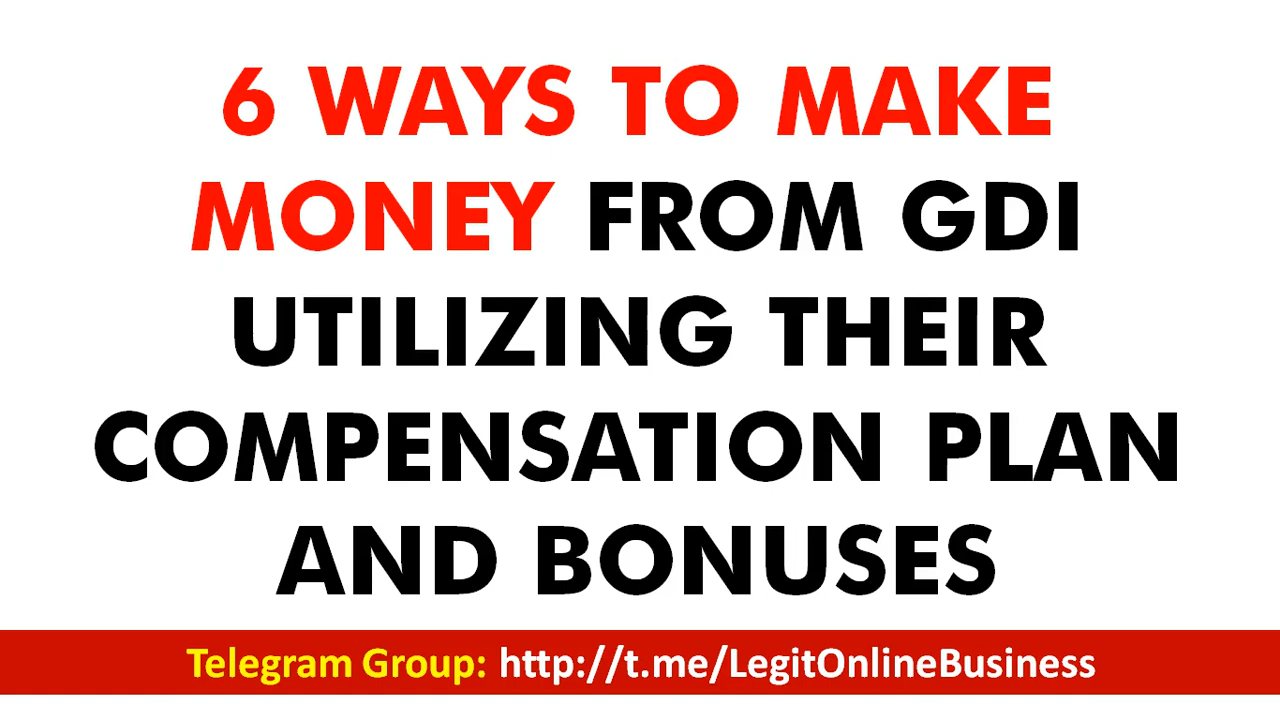 6 WAYS TO MAKE
MONEY FROM GDI
UTILIZING THEIR
COMPENSATION PLAN
AND BONUSES
Telegram Group: http://t.me/LegitOnlineBusiness